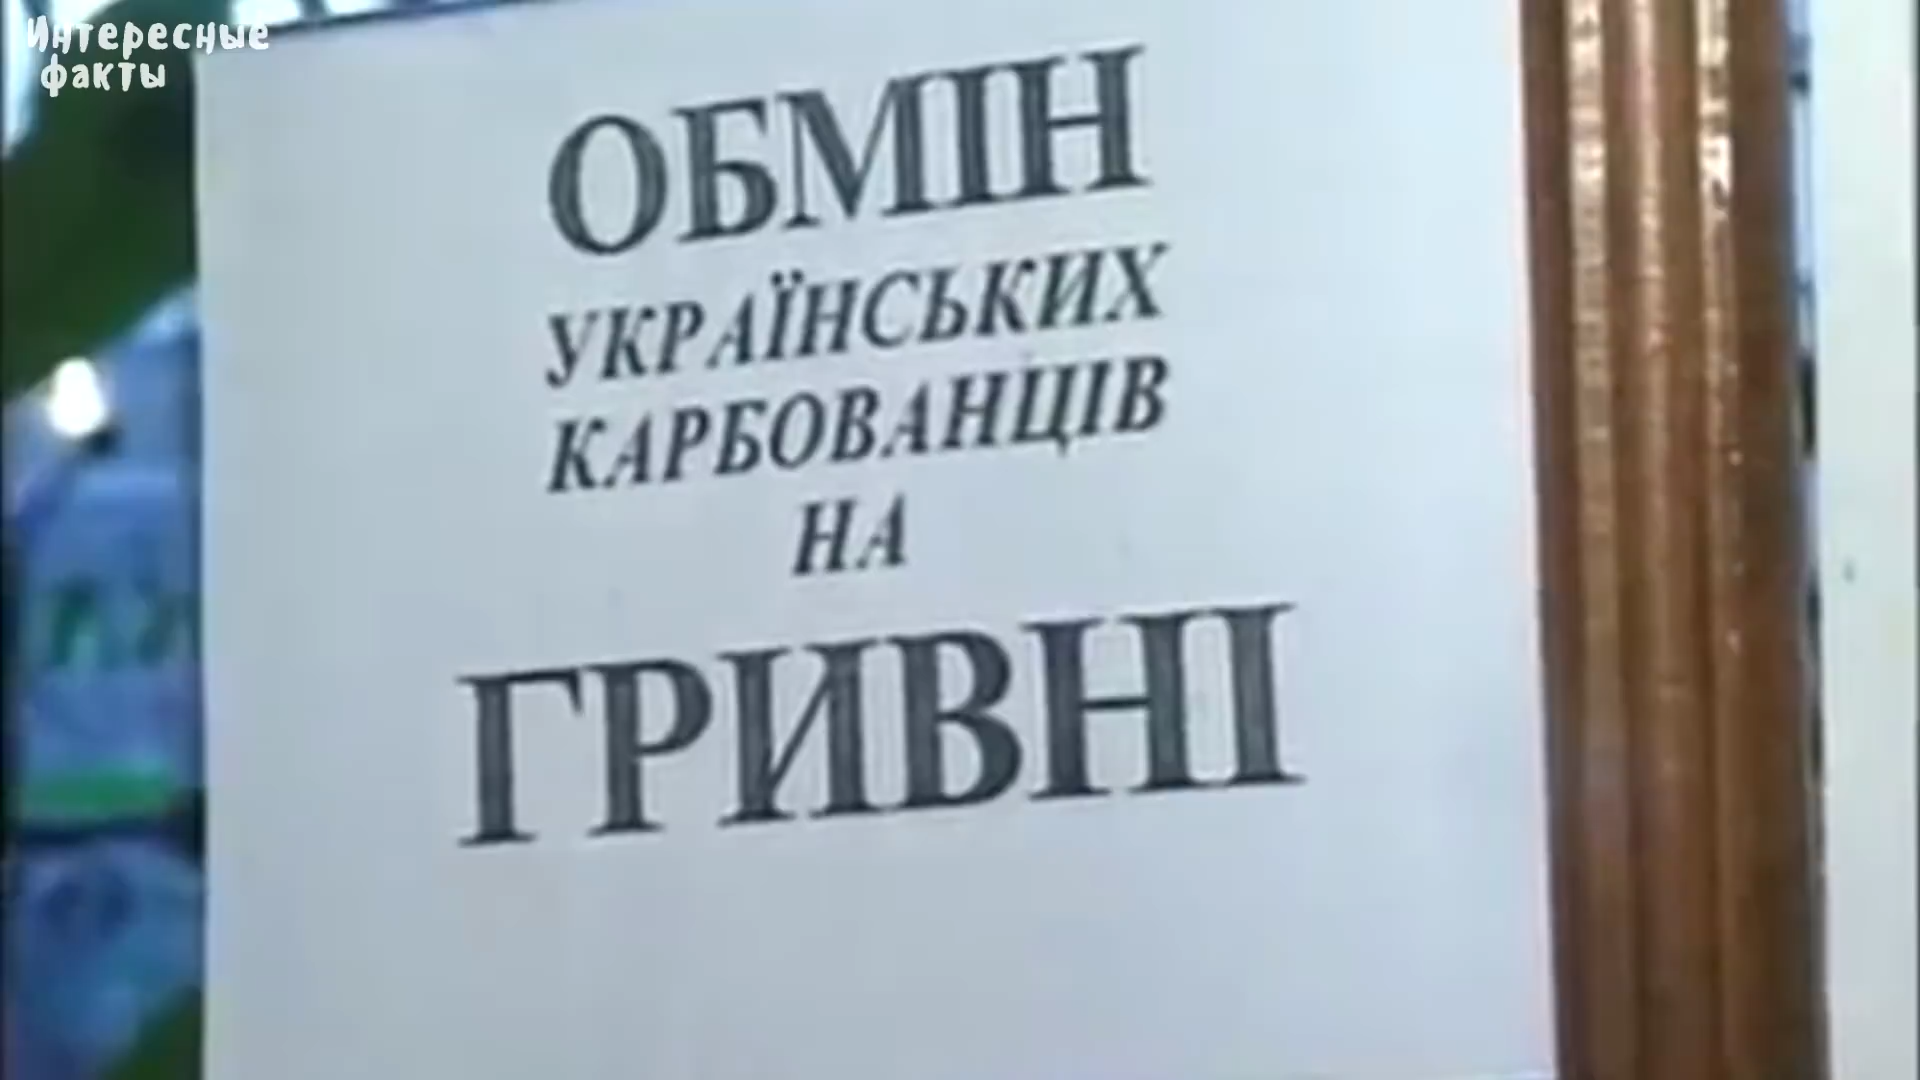 Интересные
факты
ОБМІН
УКРАЇНСЬКИХ
КАРБОВАНЦІВ
НА
ГРИВНІ